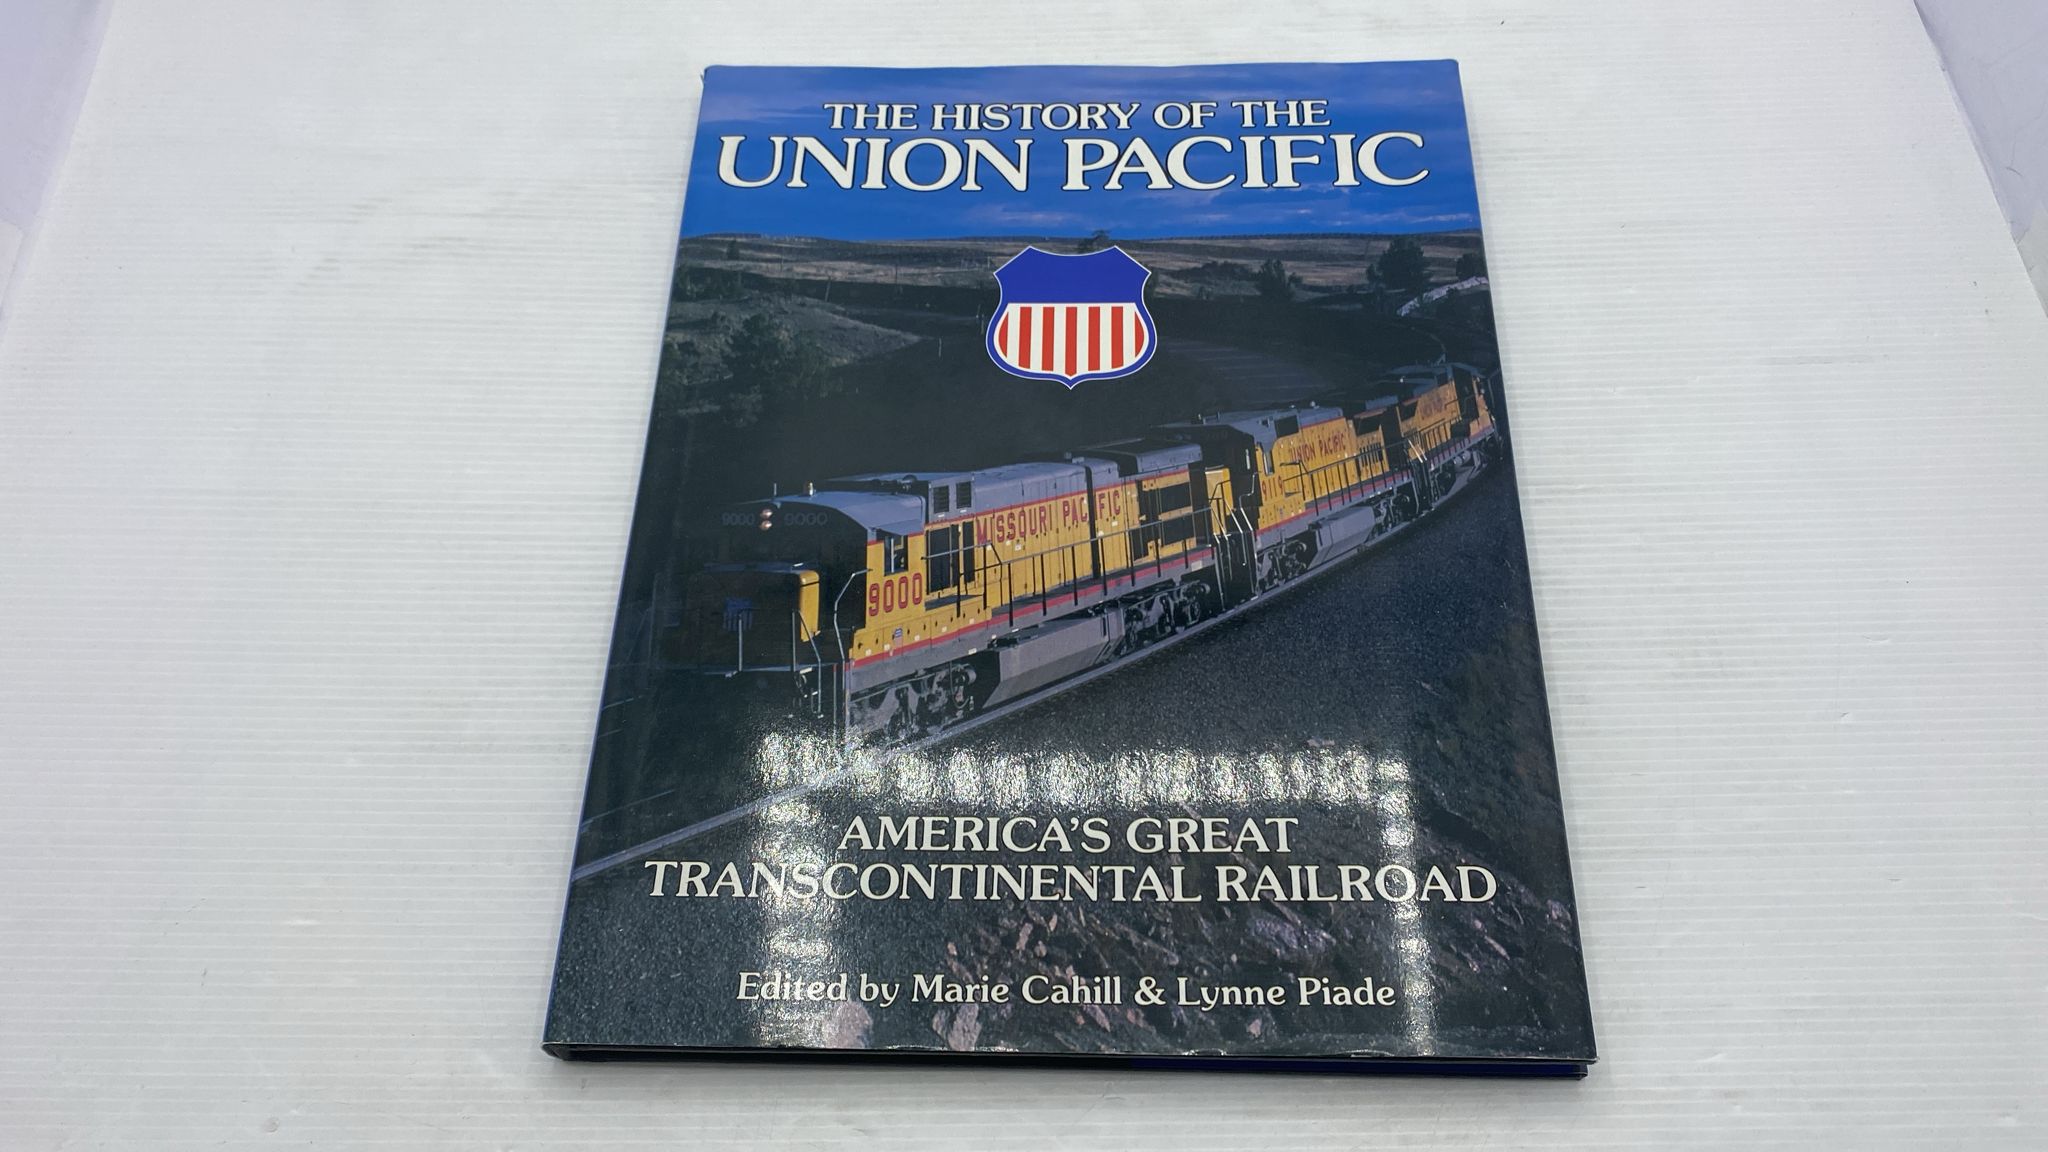 THE HISTORY OF THE
UNION PACIFIC
9000 9000
MISSOURI PACIFIC
9000
UNION PACIFIC
AMERICA'S GREAT
TRANSCONTINENTAL RAILROAD
Edited by Marie Cahill & Lynne Piade